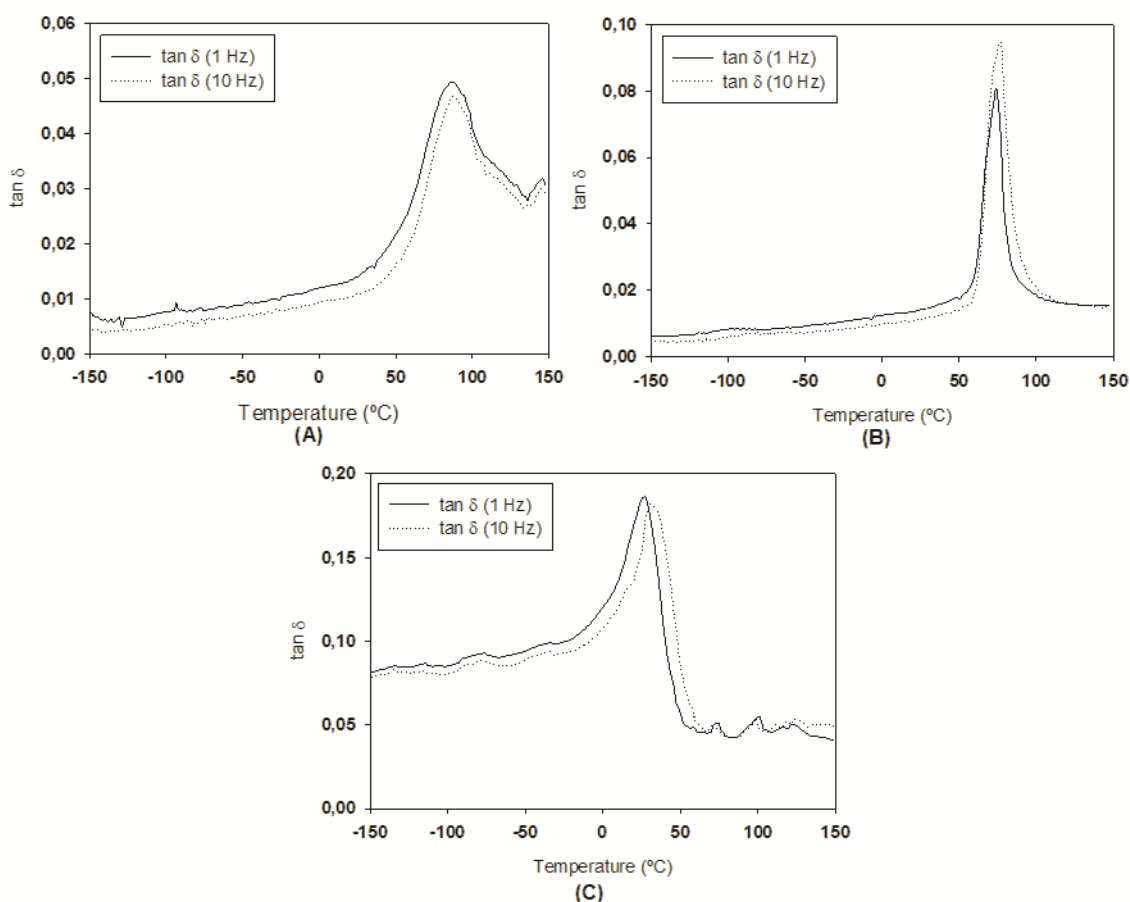 0,06
0,05
0,04
0,03
0,02
0,01
0,00
tan δ
tan δ (1 Hz)
tan δ (10 Hz)
-150 -100 -50 0 50 100 150
Temperature (ºC)
(A)
0,10
0,08
0,06
0,04
0,02
0,00
tan δ
tan δ (1 Hz)
tan δ (10 Hz)
-150 -100 -50 0 50 100 150
Temperature (ºC)
(B)
0,20
0,15
0,10
0,05
0,00
tan δ
tan δ (1 Hz)
tan δ (10 Hz)
-150 -100 -50 0 50 100 150
Temperature (ºC)
(C)